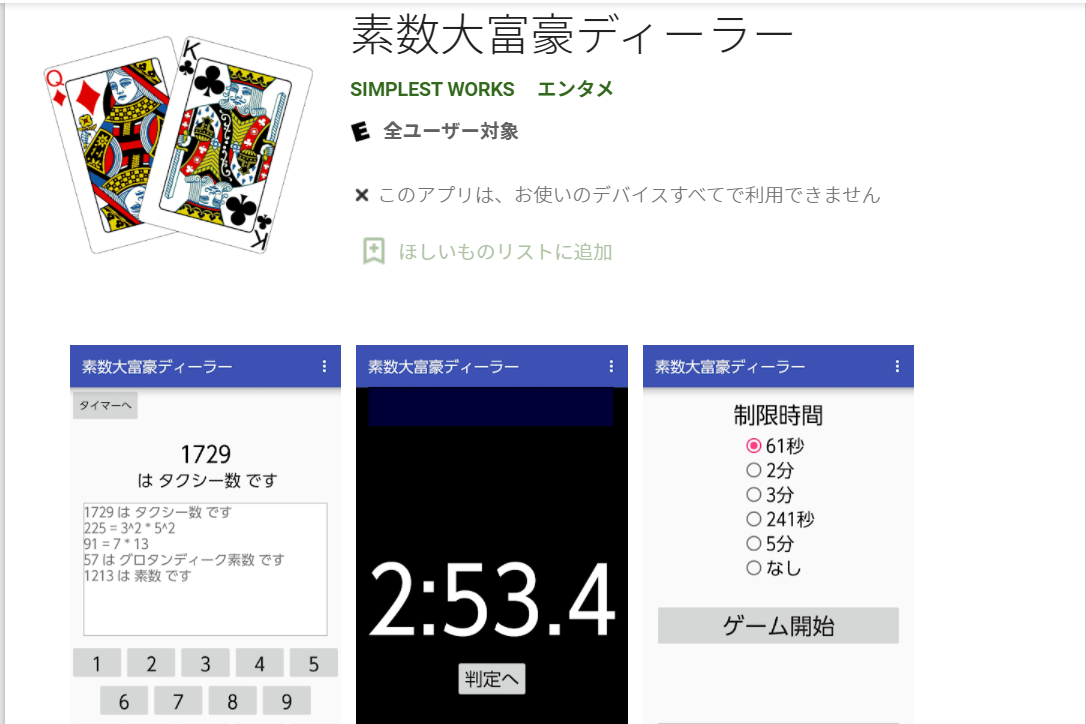 素数大富豪ディーラー
SIMPLEST WORKS エンタメ
E 全ユーザー対象
このアプリは、お使いのデバイスすべてで利用できません
ほしいものリストに追加
Q
K
K
素数大富豪ディーラー
タイマーへ
1729
は タクシー数 です
1729 は タクシー数 です
225 = 3^2 * 5^2
91 = 7 * 13
57 は グロタンディーク素数 です
1213 は 素数 です
1 2 3 4 5
6 7 8 9
素数大富豪ディーラー
2:53.4
判定へ
素数大富豪ディーラー
制限時間
61秒
2分
3分
241秒
5分
なし
ゲーム開始